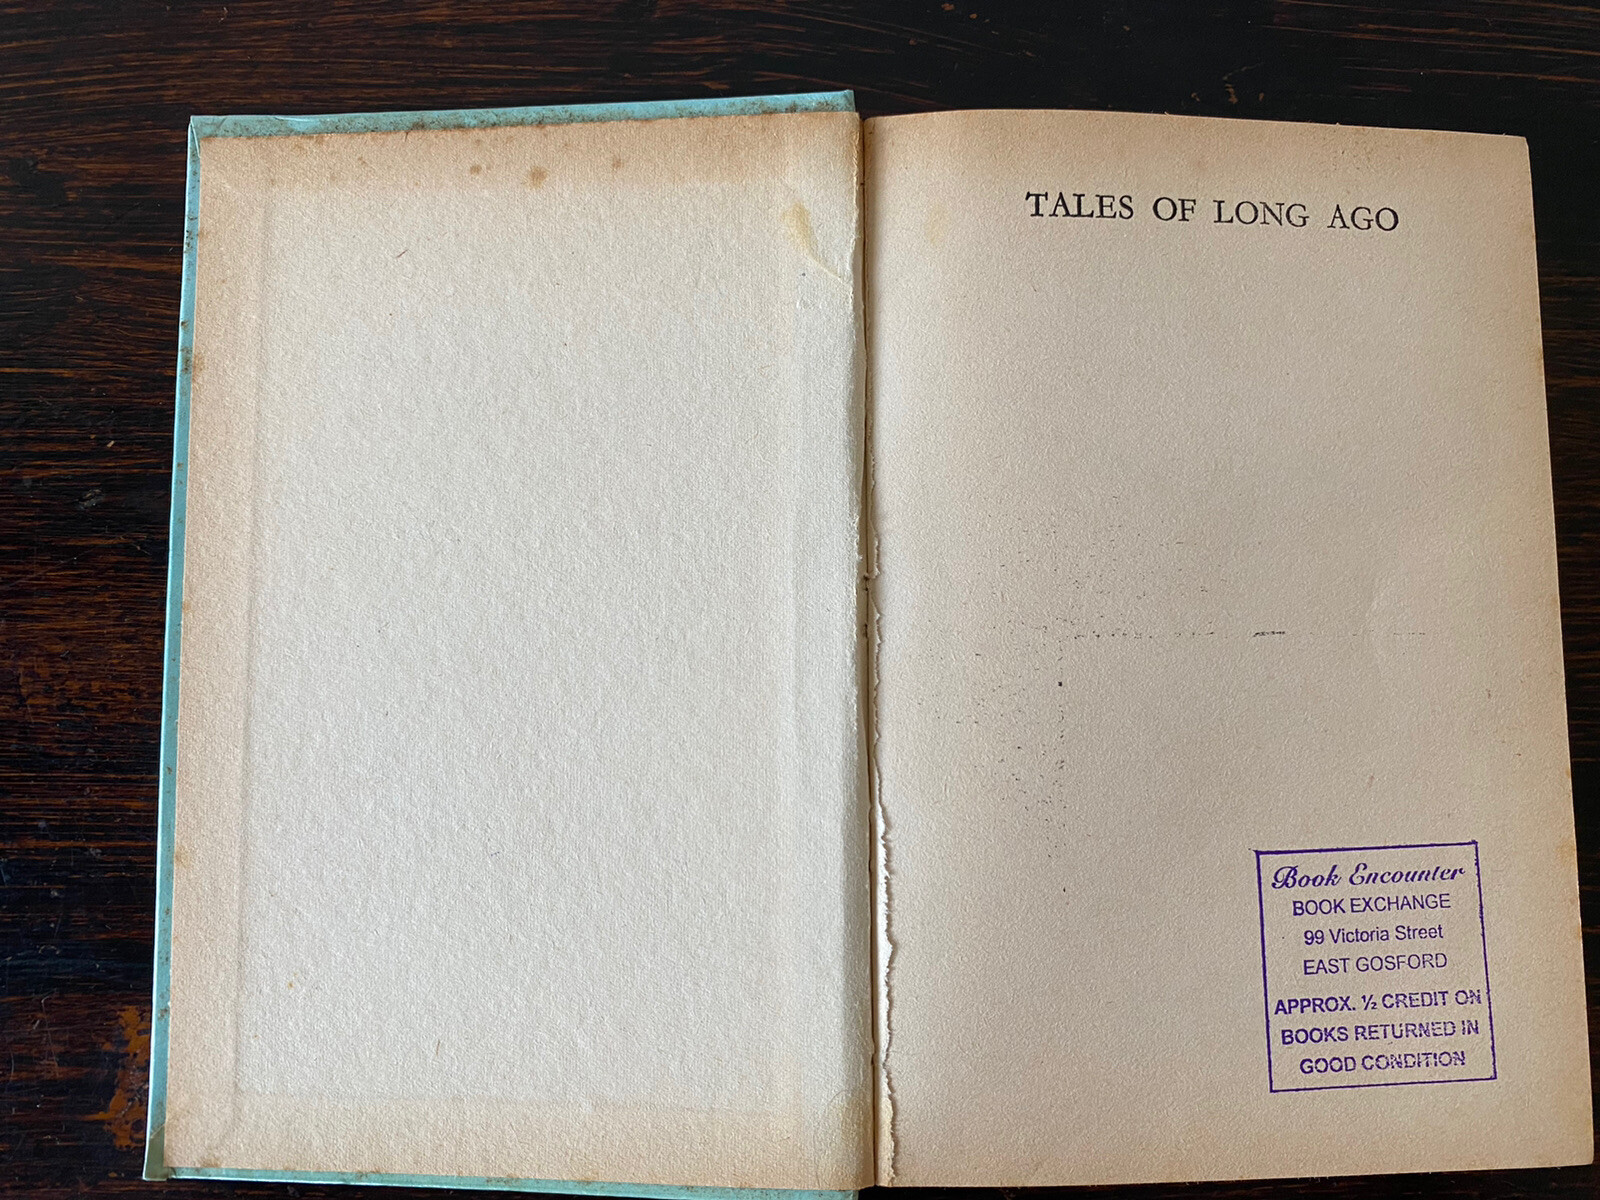 TALES OF LONG AGO
Book Encounter
BOOK EXCHANGE
99 Victoria Street
EAST GOSFORD
APPROX. ½ CREDIT ON
BOOKS RETURNED IN
GOOD CONDITION